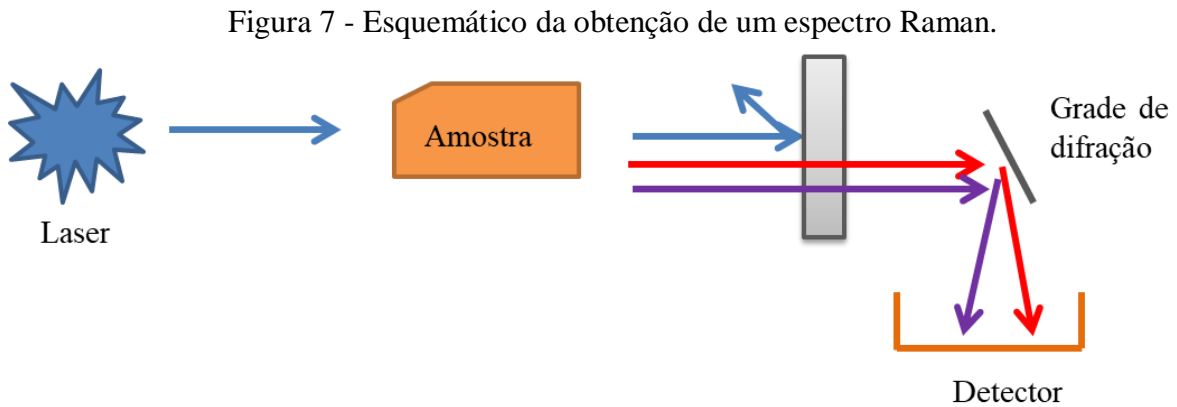 Figura 7 - Esquemático da obtenção de um espectro Raman.
Laser
Amostra
Grade de
difração
Detector